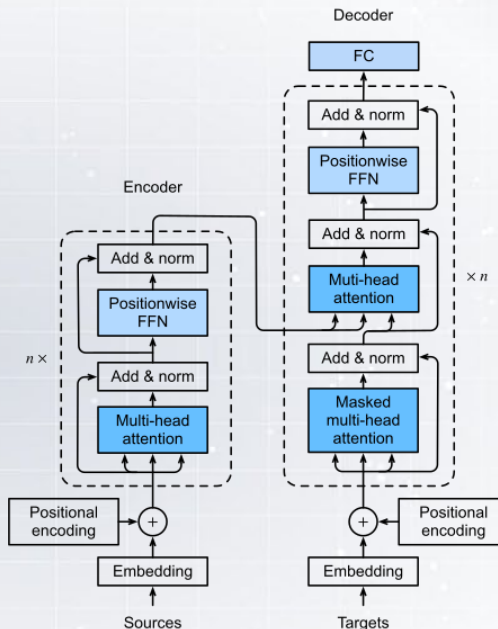 Decoder
FC
Add & norm
Positionwise
FFN
Encoder
Add & norm
Add & norm
Muti-head
attention
× n
Positionwise
FFN
Add & norm
n ×
Add & norm
Multi-head
attention
Masked
multi-head
attention
Positional
encoding
+
+
Positional
encoding
Embedding
Embedding
Sources
Targets